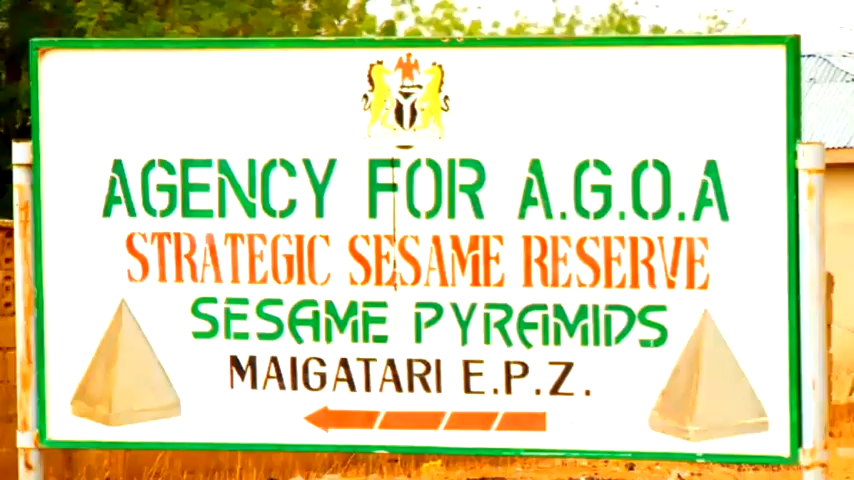 AGENCY FOR A.G.O.A
STRATEGIC SESAME RESERVE
SESAME PYRAMIDS
MAIGATARI E.P.Z.